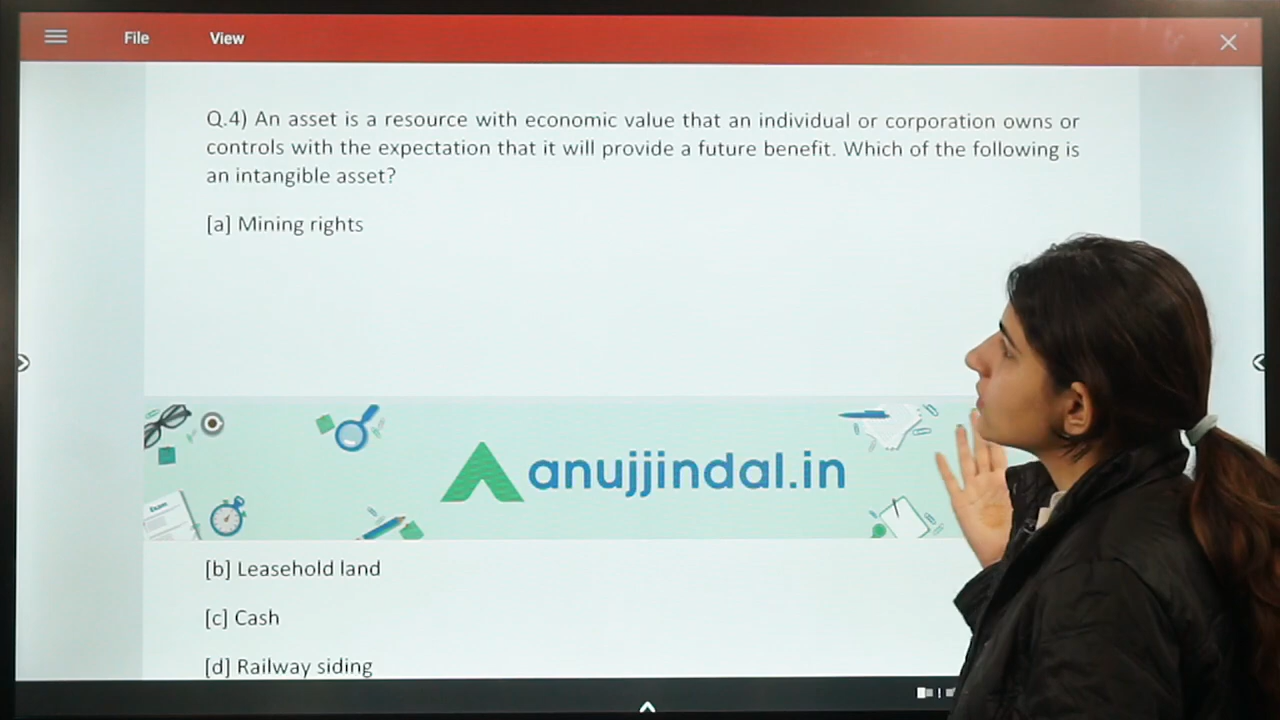 File View
Q.4) An asset is a resource with economic value that an individual or corporation owns or
controls with the expectation that it will provide a future benefit. Which of the following is
an intangible asset?
[a] Mining rights
Exam
anujjindal.in
[b] Leasehold land
[c] Cash
[d] Railway siding